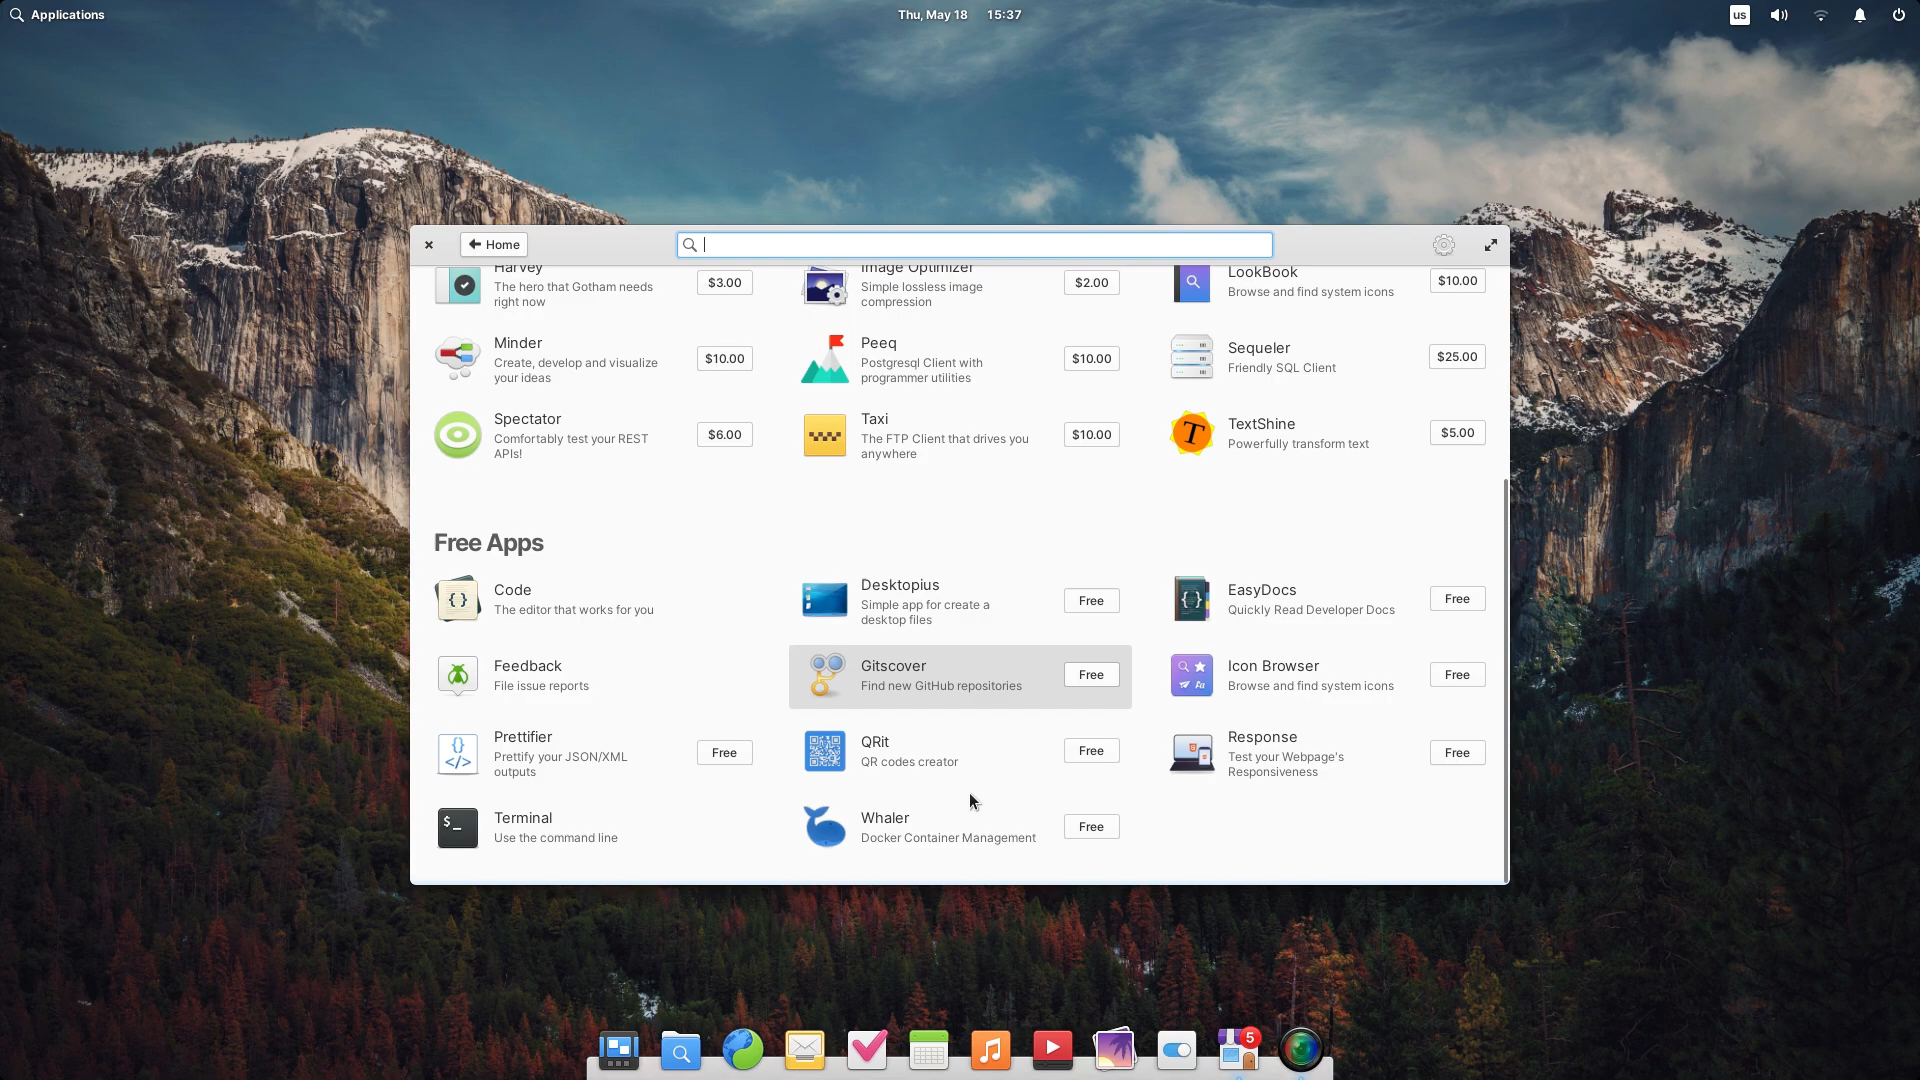 Applications
Thu, May 18 15:37
us
Home
Harvey
The hero that Gotham needs
right now
$3.00
Image Optimizer
Simple lossless image
compression
$2.00
LookBook
Browse and find system icons
$10.00
Minder
Create, develop and visualize
your ideas
$10.00
Peeq
Postgresql Client with
programmer utilities
$10.00
Sequeler
Friendly SQL Client
$25.00
Spectator
Comfortably test your REST
APIs!
$6.00
Taxi
The FTP Client that drives you
anywhere
$10.00
T
TextShine
Powerfully transform text
$5.00
Free Apps
{}
Code
The editor that works for you
Desktopius
Simple app for create a
desktop files
Free
{}
EasyDocs
Quickly Read Developer Docs
Free
Feedback
File issue reports
Gitscover
Find new GitHub repositories
Free
Aa
Icon Browser
Browse and find system icons
Free
{}
</>
Prettifier
Prettify your JSON/XML
outputs
Free
QRit
QR codes creator
Free
Response
Test your Webpage's
Responsiveness
Free
$_
Terminal
Use the command line
Whaler
Docker Container Management
Free
5